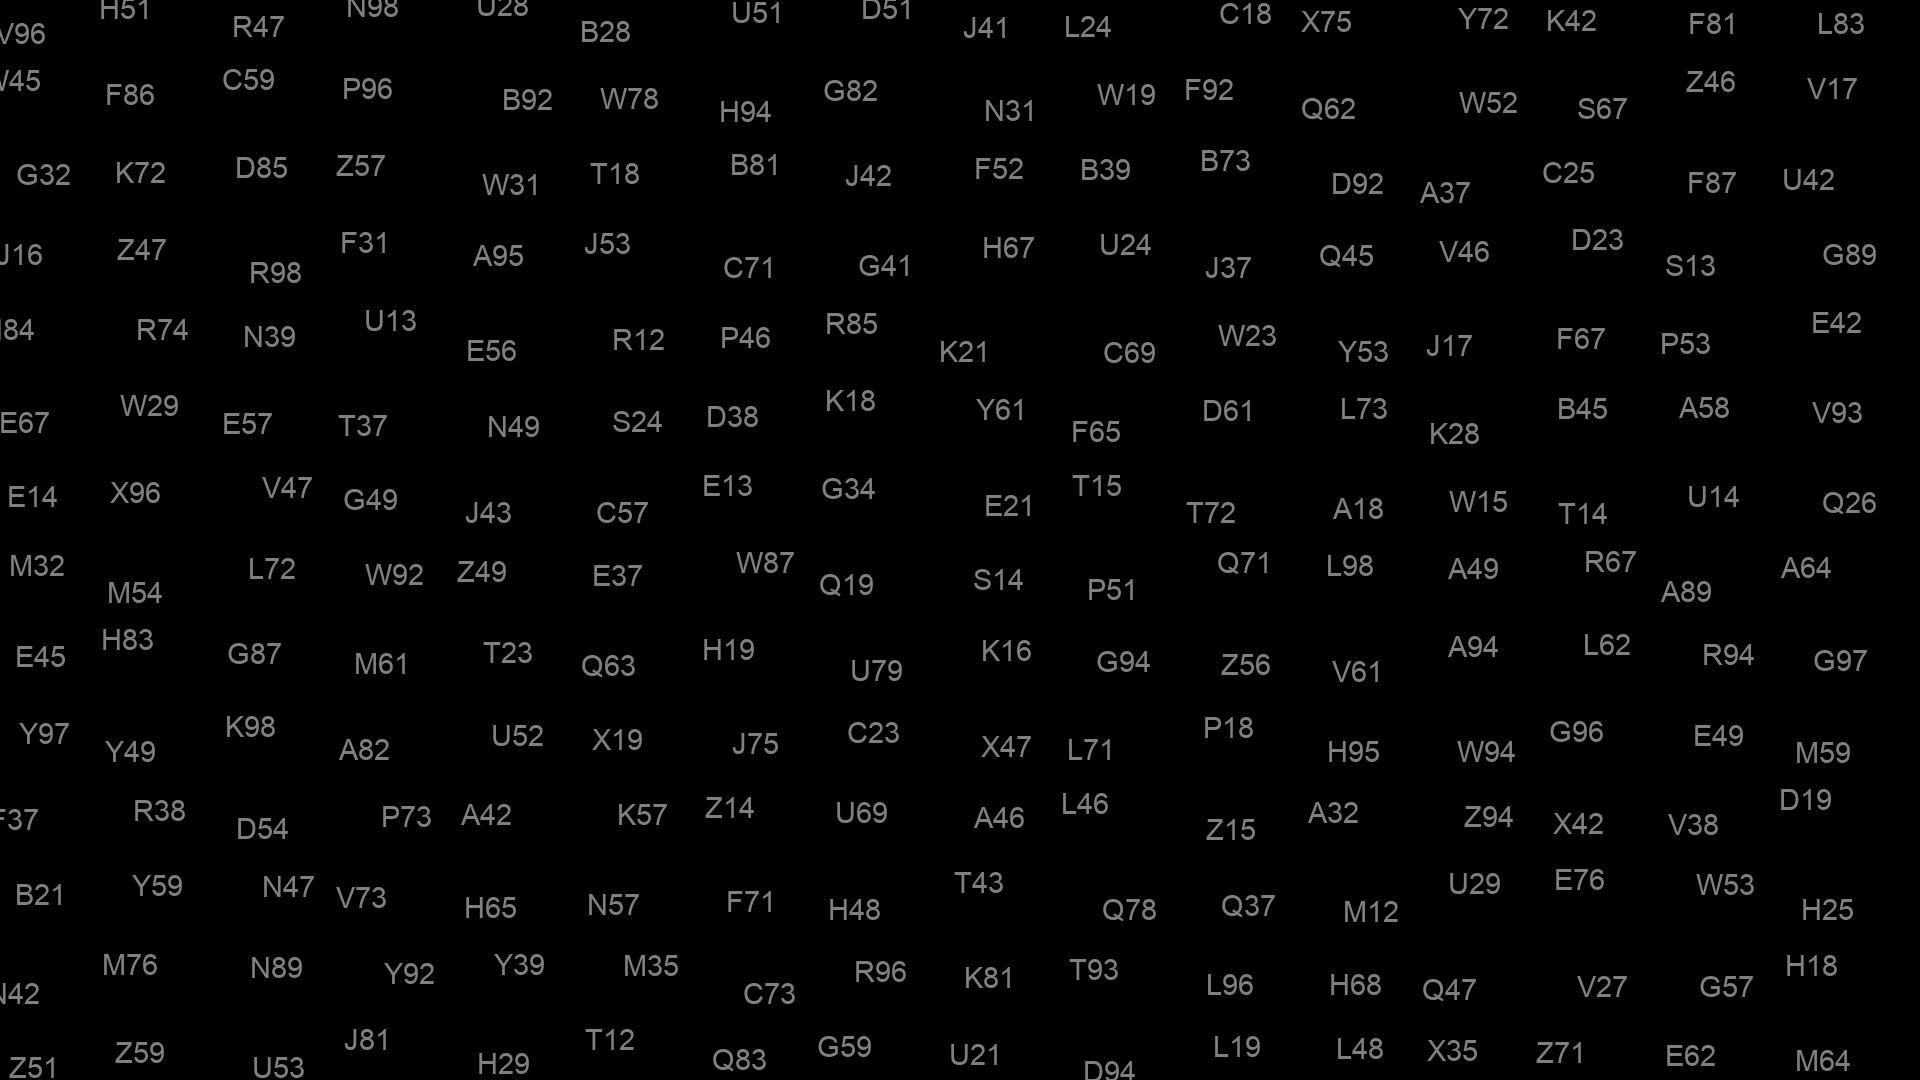 V96 H51 R47 N98 U28 B28 U51 D51 J41 L24 C18 X75 Y72 K42 F81 L83
W45 F86 C59 P96 B92 W78 H94 G82 N31 W19 F92 Q62 W52 S67 Z46 V17
G32 K72 D85 Z57 W31 T18 B81 J42 F52 B39 B73 D92 A37 C25 F87 U42
J16 Z47 R98 F31 A95 J53 C71 G41 H67 U24 J37 Q45 V46 D23 S13 G89
84 R74 N39 U13 E56 R12 P46 R85 K21 C69 W23 Y53 J17 F67 P53 E42
E67 W29 E57 T37 N49 S24 D38 K18 Y61 F65 D61 L73 K28 B45 A58 V93
E14 X96 V47 G49 J43 C57 E13 G34 E21 T15 T72 A18 W15 T14 U14 Q26
M32 M54 L72 W92 Z49 E37 W87 Q19 S14 P51 Q71 L98 A49 R67 A89 A64
E45 H83 G87 M61 T23 Q63 H19 U79 K16 G94 Z56 V61 A94 L62 R94 G97
Y97 Y49 K98 A82 U52 X19 J75 C23 X47 L71 P18 H95 W94 G96 E49 M59
F37 R38 D54 P73 A42 K57 Z14 U69 A46 L46 Z15 A32 Z94 X42 V38 D19
B21 Y59 N47 V73 H65 N57 F71 H48 T43 Q78 Q37 M12 U29 E76 W53 H25
N42 M76 N89 Y92 Y39 M35 C73 R96 K81 T93 L96 H68 Q47 V27 G57 H18
Z51 Z59 U53 J81 H29 T12 Q83 G59 U21 D94 L19 L48 X35 Z71 E62 M64